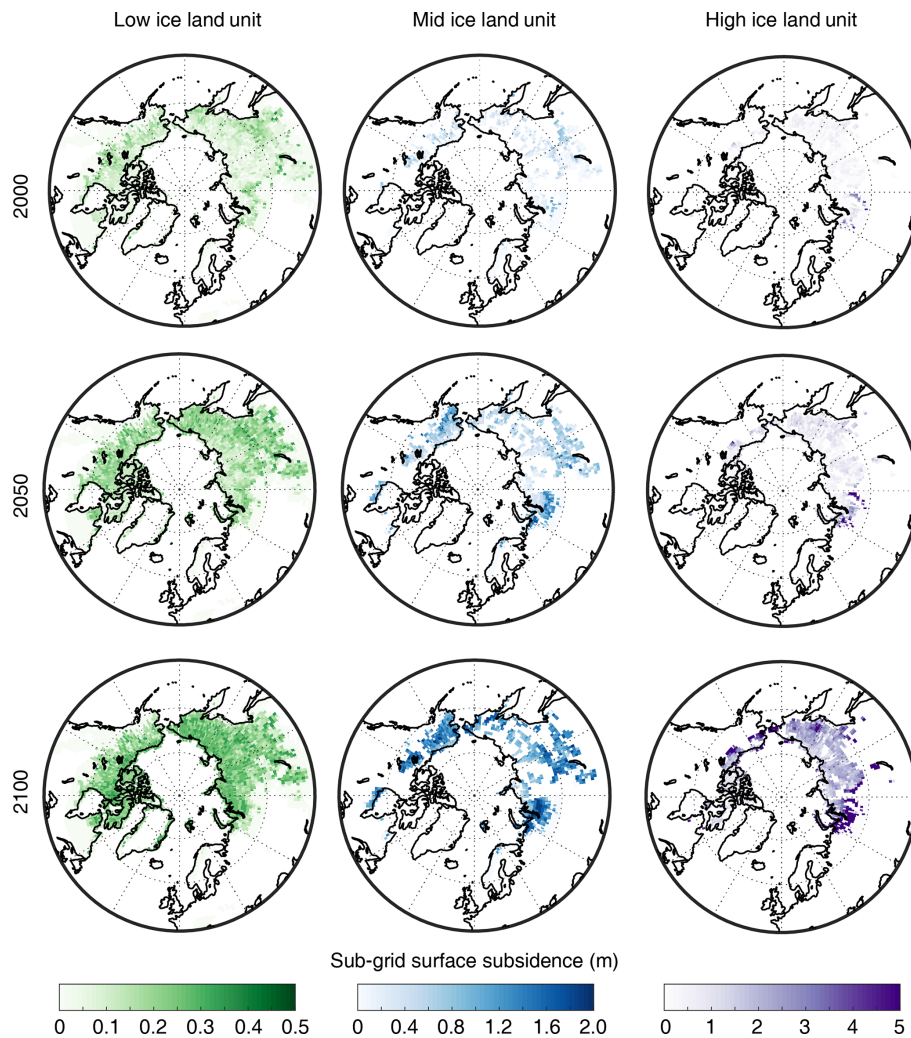 Low ice land unit Mid ice land unit High ice land unit
2000
2050
2100
Sub-grid surface subsidence (m)
0 0.1 0.2 0.3 0.4 0.5 0 0.4 0.8 1.2 1.6 2.0 0 1 2 3 4 5